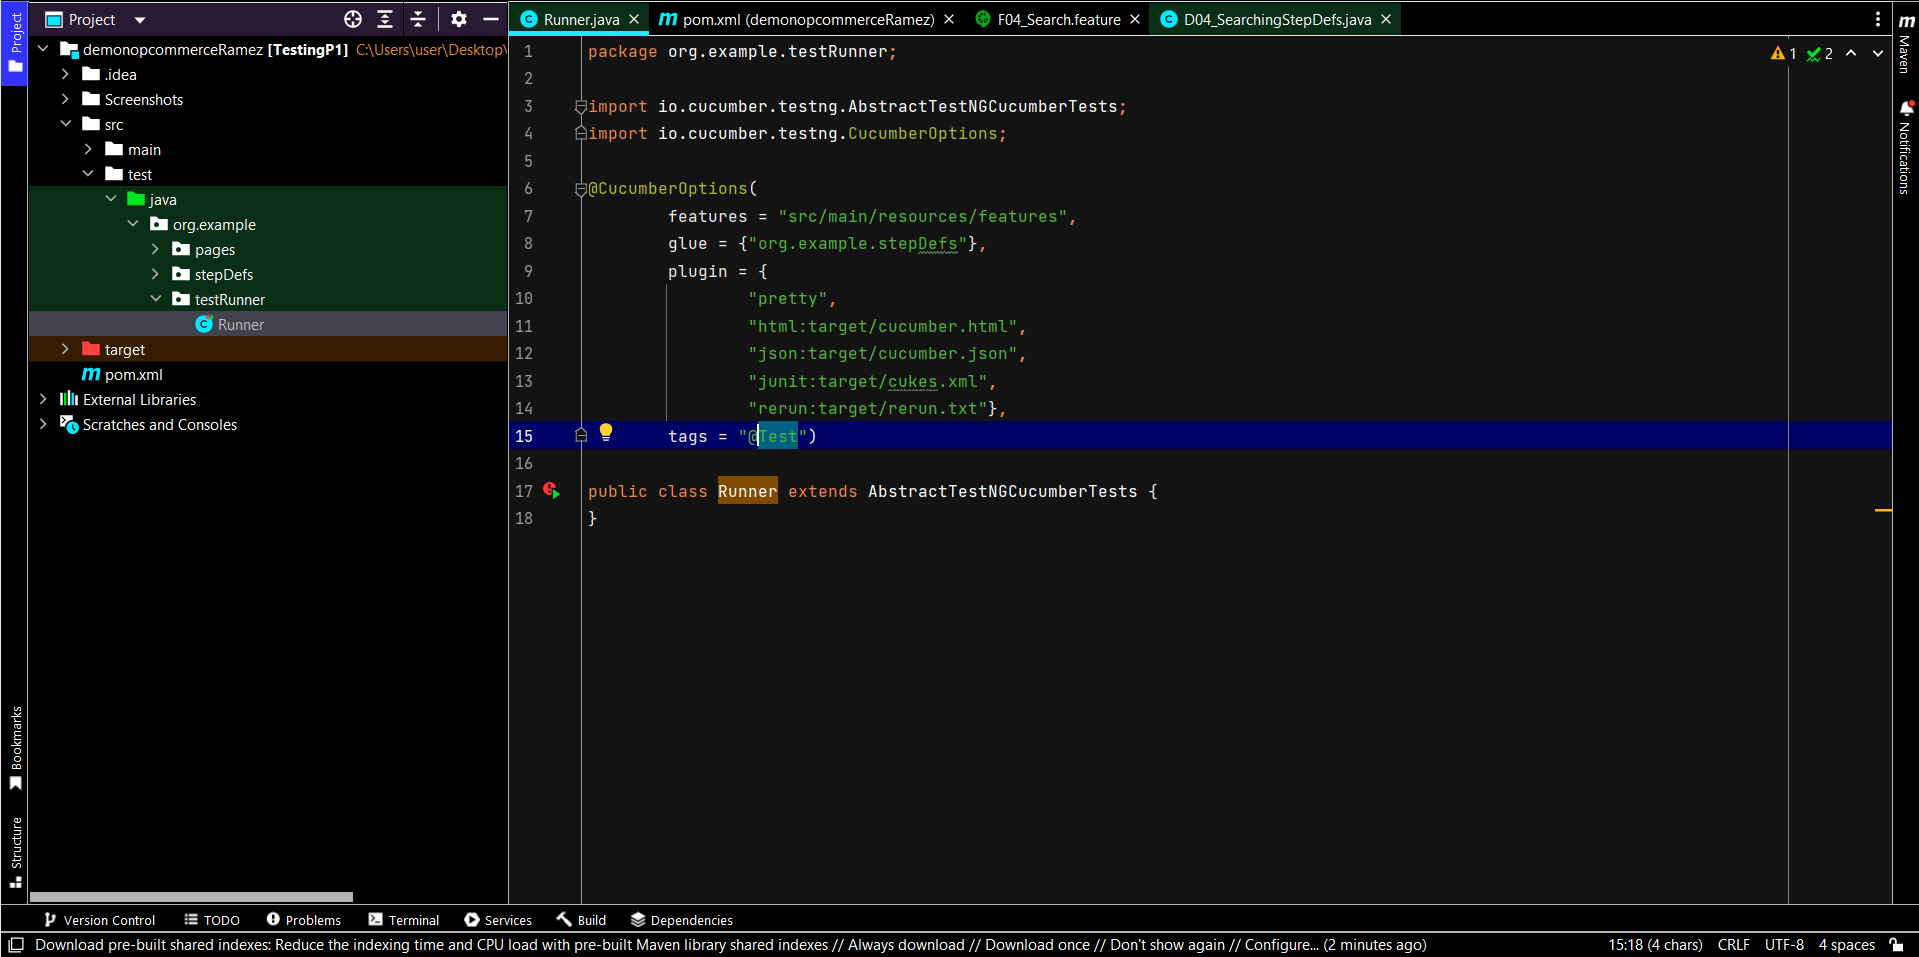 Project
Runner.java
pom.xml (demonopcommerceRamez)
F04_Search.feature
D04_SearchingStepDefs.java
Project
Bookmarks
Structure
demonopcommerceRamez [TestingP1] C:\Users\user\Desktop\
.idea
Screenshots
src
main
test
java
org.example
pages
stepDefs
testRunner
Runner
target
pom.xml
External Libraries
Scratches and Consoles
1 package org.example.testRunner;
2
3 import io.cucumber.testng.AbstractTestNGCucumberTests;
4 import io.cucumber.testng.CucumberOptions;
5
6 @CucumberOptions(
7 features = "src/main/resources/features",
8 glue = {"org.example.stepDefs"},
9 plugin = {
10 "pretty",
11 "html:target/cucumber.html",
12 "json:target/cucumber.json",
13 "junit:target/cukes.xml",
14 "rerun:target/rerun.txt"},
15 tags = "@Test")
16
17 public class Runner extends AbstractTestNGCucumberTests {
18 }
1 2
Maven
Notifications
Version Control TODO Problems Terminal Services Build Dependencies
Download pre-built shared indexes: Reduce the indexing time and CPU load with pre-built Maven library shared indexes // Always download // Download once // Don't show again // Configure... (2 minutes ago) 15:18 (4 chars) CRLF UTF-8 4 spaces